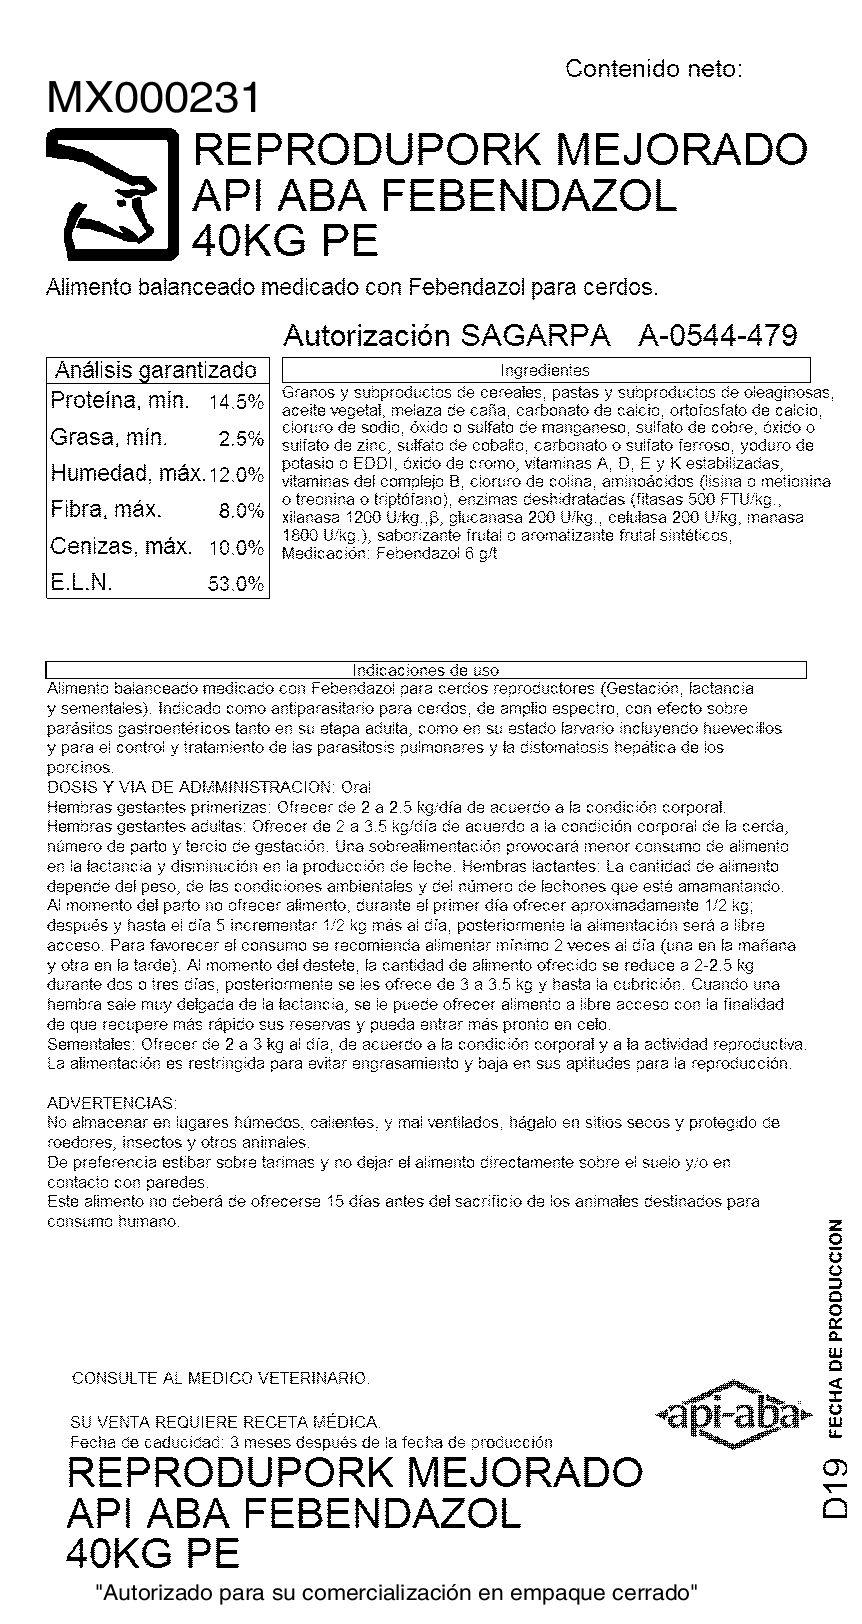 Contenido neto:
MX000231
REPRODUPORK MEJORADO
API ABA FEBENDAZOL
40KG PE
Alimento balanceado medicado con Febendazol para cerdos.
Autorización SAGARPA A-0544-479
Análisis garantizado
Proteína, mín. 14.5%
Grasa, mín. 2.5%
Humedad, máx. 12.0%
Fibra, máx. 8.0%
Cenizas, máx. 10.0%
E.L.N. 53.0%
Ingredientes
Granos y subproductos de cereales, pastas y subproductos de oleaginosas,
aceite vegetal, melaza de caña, carbonato de calcio, ortofosfato de calcio,
cloruro de sodio, óxido o sulfato de manganeso, sulfato de cobre, óxido o
sulfato de zinc, sulfato de cobalto, carbonato o sulfato ferroso, yoduro de
potasio o EDDI, óxido de cromo, vitaminas A, D, E y K estabilizadas,
vitaminas del complejo B, cloruro de colina, aminoácidos (lisina o metionina
o treonina o triptófano), enzimas deshidratadas (fitasas 500 FTU/kg.,
xilanasa 1200 U/kg.,β, glucanasa 200 U/kg., celulasa 200 U/kg, manasa
1800 U/kg.), saborizante frutal o aromatizante frutal sintéticos,
Medicación: Febendazol 6 g/t
Indicaciones de uso
Alimento balanceado medicado con Febendazol para cerdos reproductores (Gestación, lactancia
y sementales). Indicado como antiparasitario para cerdos, de amplio espectro, con efecto sobre
parásitos gastroentéricos tanto en su etapa adulta, como en su estado larvario incluyendo huevecillos
y para el control y tratamiento de las parasitosis pulmonares y la distomatosis hepática de los
porcinos.
DOSIS Y VIA DE ADMMINISTRACION: Oral
Hembras gestantes primerizas: Ofrecer de 2 a 2.5 kg/día de acuerdo a la condición corporal.
Hembras gestantes adultas: Ofrecer de 2 a 3.5 kg/día de acuerdo a la condición corporal de la cerda,
número de parto y tercio de gestación. Una sobrealimentación provocará menor consumo de alimento
en la lactancia y disminución en la producción de leche. Hembras lactantes: La cantidad de alimento
depende del peso, de las condiciones ambientales y del número de lechones que esté amamantando.
Al momento del parto no ofrecer alimento, durante el primer día ofrecer aproximadamente 1/2 kg;
después y hasta el día 5 incrementar 1/2 kg más al día, posteriormente la alimentación será a libre
acceso. Para favorecer el consumo se recomienda alimentar mínimo 2 veces al día (una en la mañana
y otra en la tarde). Al momento del destete, la cantidad de alimento ofrecido se reduce a 2-2.5 kg
durante dos o tres días, posteriormente se les ofrece de 3 a 3.5 kg y hasta la cubrición. Cuando una
hembra sale muy delgada de la lactancia, se le puede ofrecer alimento a libre acceso con la finalidad
de que recupere más rápido sus reservas y pueda entrar más pronto en celo.
Sementales: Ofrecer de 2 a 3 kg al día, de acuerdo a la condición corporal y a la actividad reproductiva.
La alimentación es restringida para evitar engrasamiento y baja en sus aptitudes para la reproducción.
ADVERTENCIAS:
No almacenar en lugares húmedos, calientes, y mal ventilados, hágalo en sitios secos y protegido de
roedores, insectos y otros animales.
De preferencia estibar sobre tarimas y no dejar el alimento directamente sobre el suelo y/o en
contacto con paredes.
Este alimento no deberá de ofrecerse 15 días antes del sacrificio de los animales destinados para
consumo humano.
FECHA DE PRODUCCION
D19
CONSULTE AL MEDICO VETERINARIO.
api-aba
SU VENTA REQUIERE RECETA MÉDICA.
Fecha de caducidad: 3 meses después de la fecha de producción
REPRODUPORK MEJORADO
API ABA FEBENDAZOL
40KG PE
"Autorizado para su comercialización en empaque cerrado"